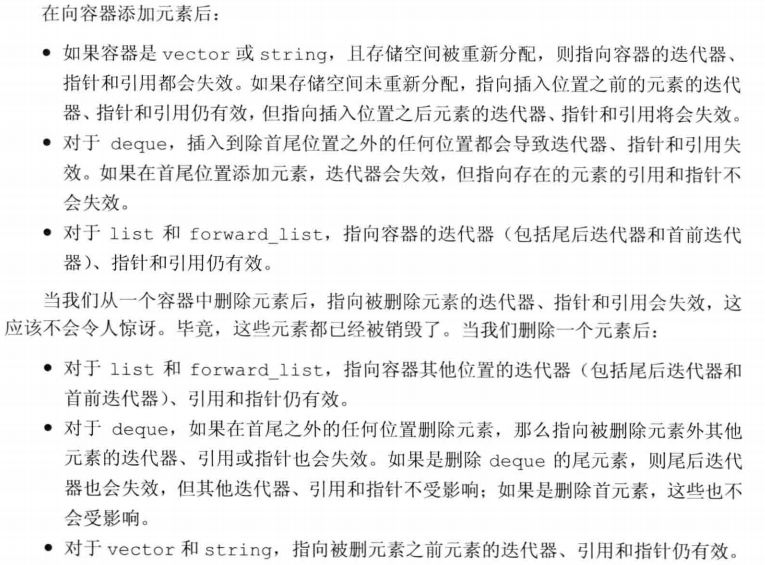 在向容器添加元素后：
● 如果容器是 vector 或 string，且存储空间被重新分配，则指向容器的迭代器、
指针和引用都会失效。如果存储空间未重新分配，指向插入位置之前的元素的迭代
器、指针和引用仍有效，但指向插入位置之后元素的迭代器、指针和引用将会失效。
● 对于 deque，插入到除首尾位置之外的任何位置都会导致迭代器、指针和引用失
效。如果在首尾位置添加元素，迭代器会失效，但指向存在的元素的引用和指针不
会失效。
● 对于 list 和 forward_list，指向容器的迭代器（包括尾后迭代器和首前迭代
器）、指针和引用仍有效。
当我们从一个容器中删除元素后，指向被删除元素的迭代器、指针和引用会失效，这
应该不会令人惊讶。毕竟，这些元素都已经被销毁了。当我们删除一个元素后：
● 对于 list 和 forward_list，指向容器其他位置的迭代器（包括尾后迭代器和
首前迭代器）、引用和指针仍有效。
● 对于 deque，如果在首尾之外的任何位置删除元素，那么指向被删除元素外其他
元素的迭代器、引用或指针也会失效。如果是删除 deque 的尾元素，则尾后迭代
器也会失效，但其他迭代器、引用和指针不受影响；如果是删除首元素，这些也不
会受影响。
● 对于 vector 和 string，指向被删元素之前元素的迭代器、引用和指针仍有效。